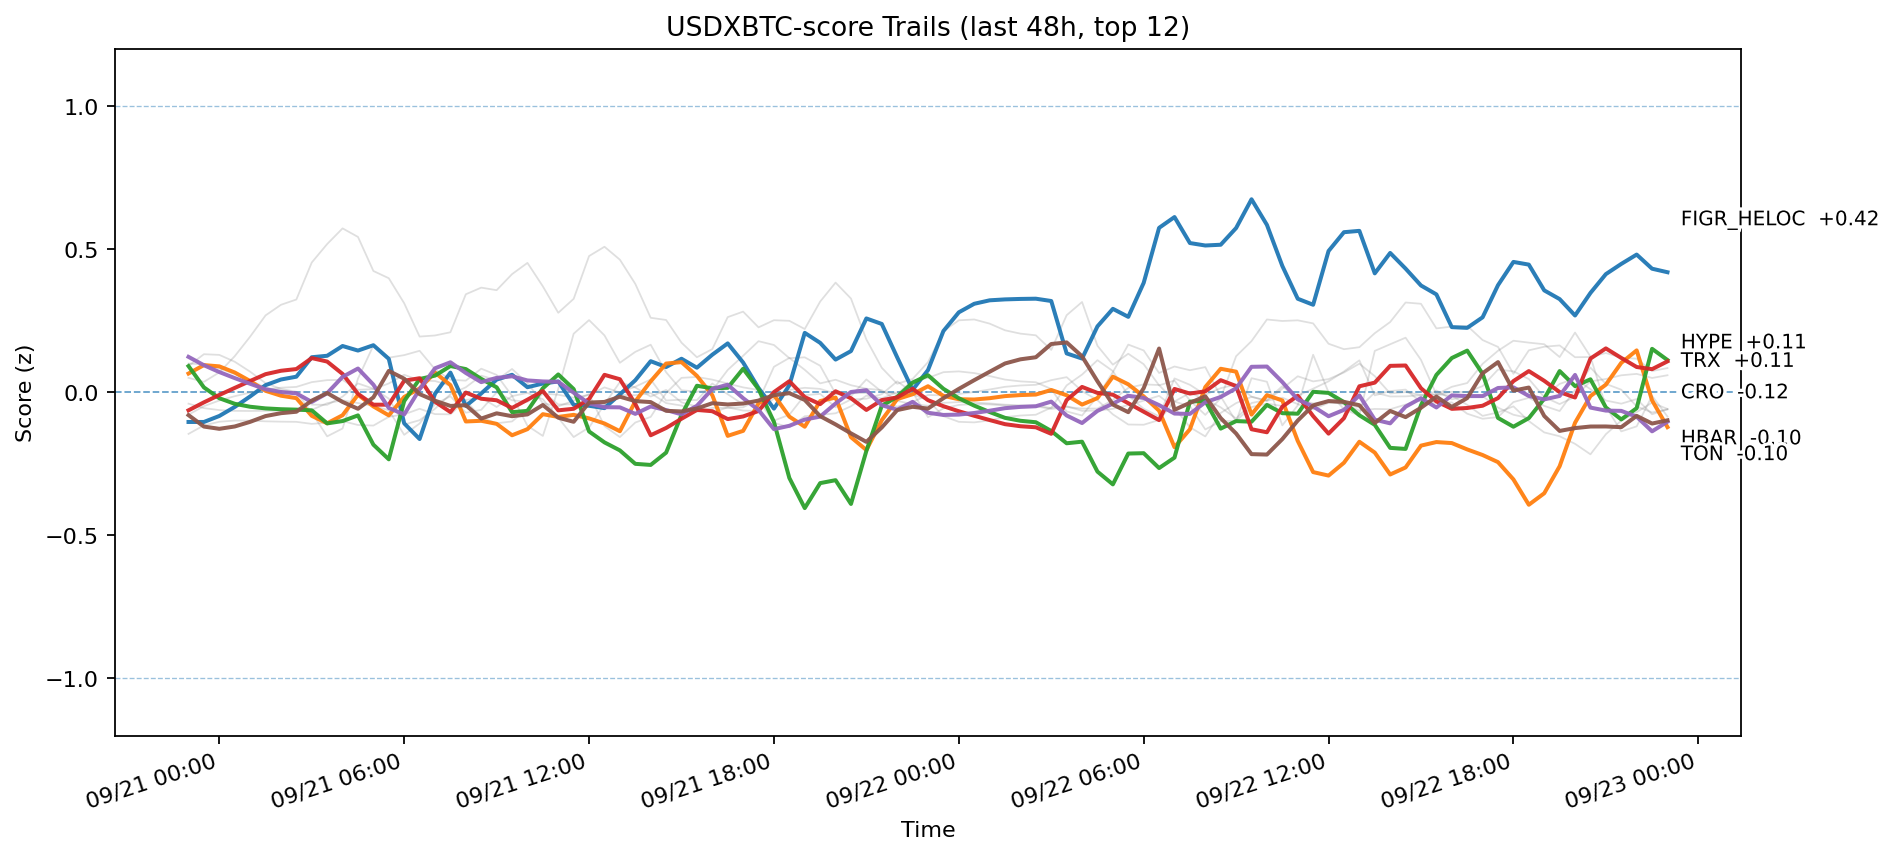 USDXBTC-score Trails (last 48h, top 12)
Score (z)
1.0
0.5
0.0
−0.5
−1.0
FIGR_HELOC +0.42
HYPE +0.11
TRX +0.11
CRO -0.12
HBAR -0.10
TON -0.10
09/21 00:00
09/21 06:00
09/21 12:00
09/21 18:00
09/22 00:00
09/22 06:00
09/22 12:00
09/22 18:00
09/23 00:00
Time